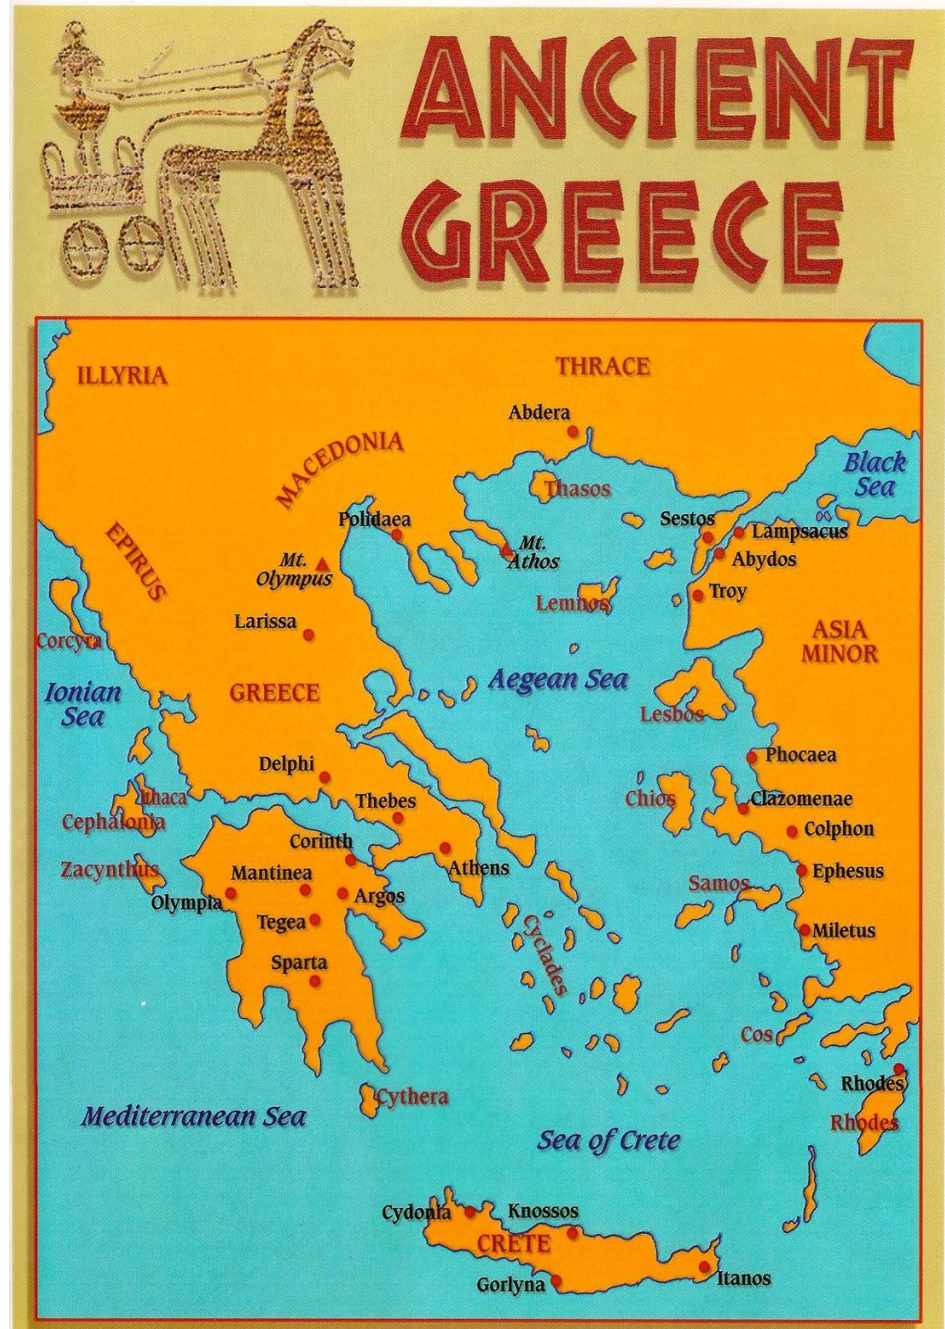 ANCIENT
GREECE
ILLYRIA
THRACE
Abdera
MACEDONIA
Black
Sea
Thasos
Polidaea
Sestos
Lampsacus
EPIRUS
Mt.
Olympus
Mt.
Athos
Abydos
Troy
Lemnos
Larissa
ASIA
MINOR
Corcyra
Ionian
Sea
GREECE
Aegean Sea
Lesbos
Phocaea
Delphi
Ithaca
Thebes
Chios
Clazomenae
Cephalonia
Colphon
Corinth
Zacynthus
Mantinea
Athens
Ephesus
Samos
Olympia
Argos
Tegea
Cyclades
Miletus
Sparta
Cos
Rhodes
Cythera
Mediterranean Sea
Rhodes
Sea of Crete
Cydonia
Knossos
CRETE
Gorlyna
Itanos